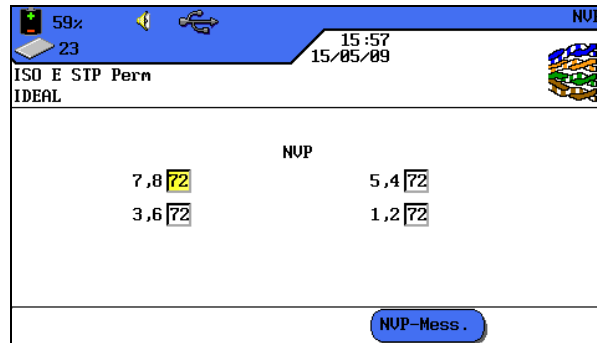 59% NVP
23 15:57
15/05/09
ISO E STP Perm
IDEAL
NVP
7,8 72 5,4 72
3,6 72 1,2 72
NVP-Mess.